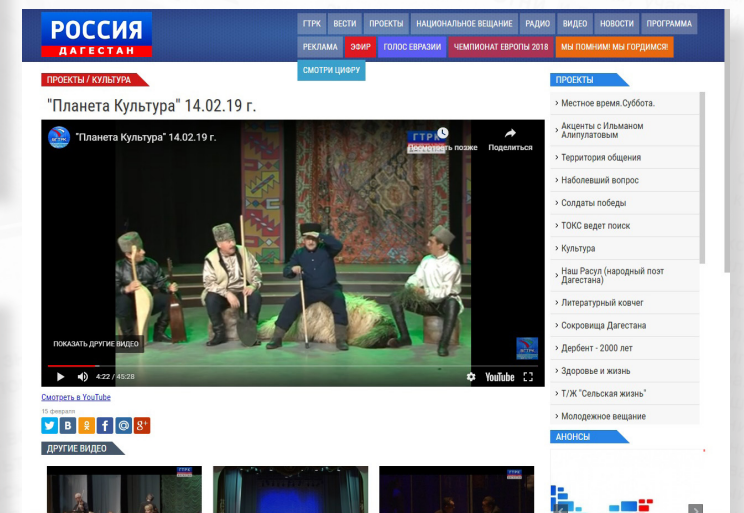 РОССИЯ
ДАГЕСТАН
ГТРК ВЕСТИ ПРОЕКТЫ НАЦИОНАЛЬНОЕ ВЕЩАНИЕ РАДИО ВИДЕО НОВОСТИ ПРОГРАММА
РЕКЛАМА ЭФИР ГОЛОС ЕВРАЗИИ ЧЕМПИОНАТ ЕВРОПЫ 2018 МЫ ПОМНИМ! МЫ ГОРДИМСЯ!
СМОТРИ ЦИФРУ
ПРОЕКТЫ / КУЛЬТУРА
"Планета Культура" 14.02.19 г.
"Планета Культура" 14.02.19 г.
ГТРК
Посмотреть позже Поделиться
ПОКАЗАТЬ ДРУГИЕ ВИДЕО
ВГТРК
4:22 / 45:28
YouTube
Смотреть в YouTube
15 февраля
ДРУГИЕ ВИДЕО
ПРОЕКТЫ
Местное время.Суббота.
Акценты с Ильманом
Алипулатовым
Территория общения
Наболевший вопрос
Солдаты победы
ТОКС ведет поиск
Культура
Наш Расул (народный поэт
Дагестана)
Литературный ковчег
Сокровища Дагестана
Дербент - 2000 лет
Здоровье и жизнь
Т/Ж "Сельская жизнь"
Молодежное вещание
АНОНСЫ